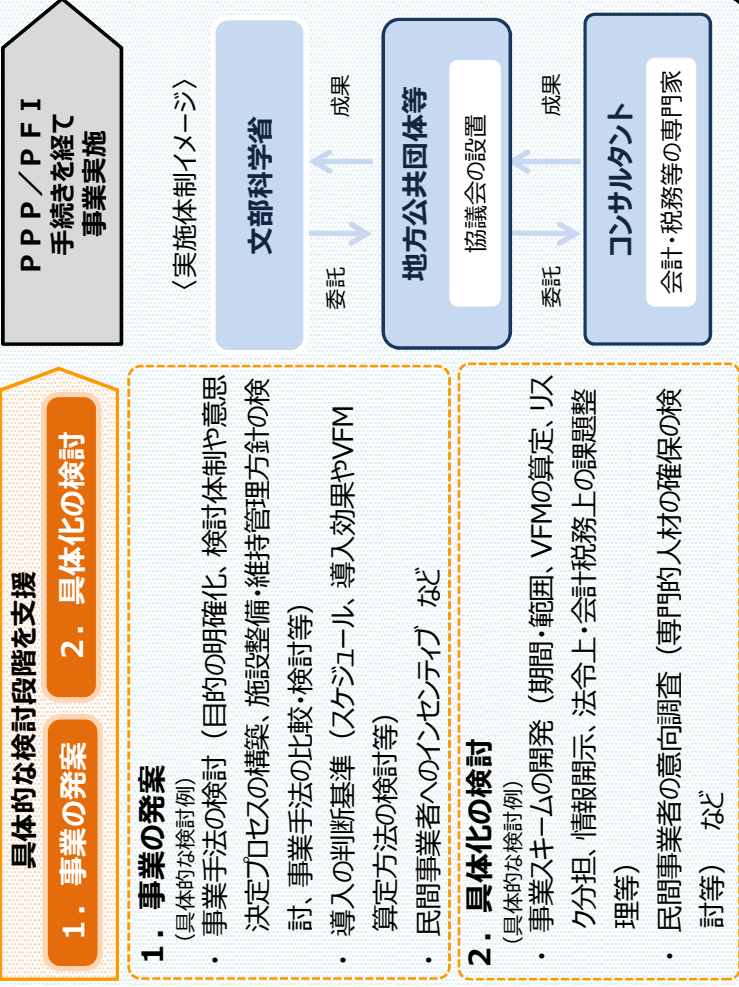 具体的な検討段階を支援
1．事業の発案
2．具体化の検討
ＰＰＰ／ＰＦＩ
手続きを経て
事業実施
1．事業の発案
（具体的な検討例）
・ 事業手法の検討（目的の明確化、検討体制や意思
決定プロセスの構築、施設整備・維持管理方針の検
討、事業手法の比較・検討等）
・ 導入の判断基準（スケジュール、導入効果やVFM
算定方法の検討等）
・ 民間事業者へのインセンティブ など
2．具体化の検討
（具体的な検討例）
・ 事業スキームの開発（期間・範囲、VFMの算定、リス
ク分担、情報開示、法令上・会計税務上の課題整
理等）
・ 民間事業者の意向調査（専門的人材の確保の検
討等） など
〈実施体制イメージ〉
文部科学省
委託
成果
地方公共団体等
協議会の設置
委託
成果
コンサルタント
会計・税務等の専門家